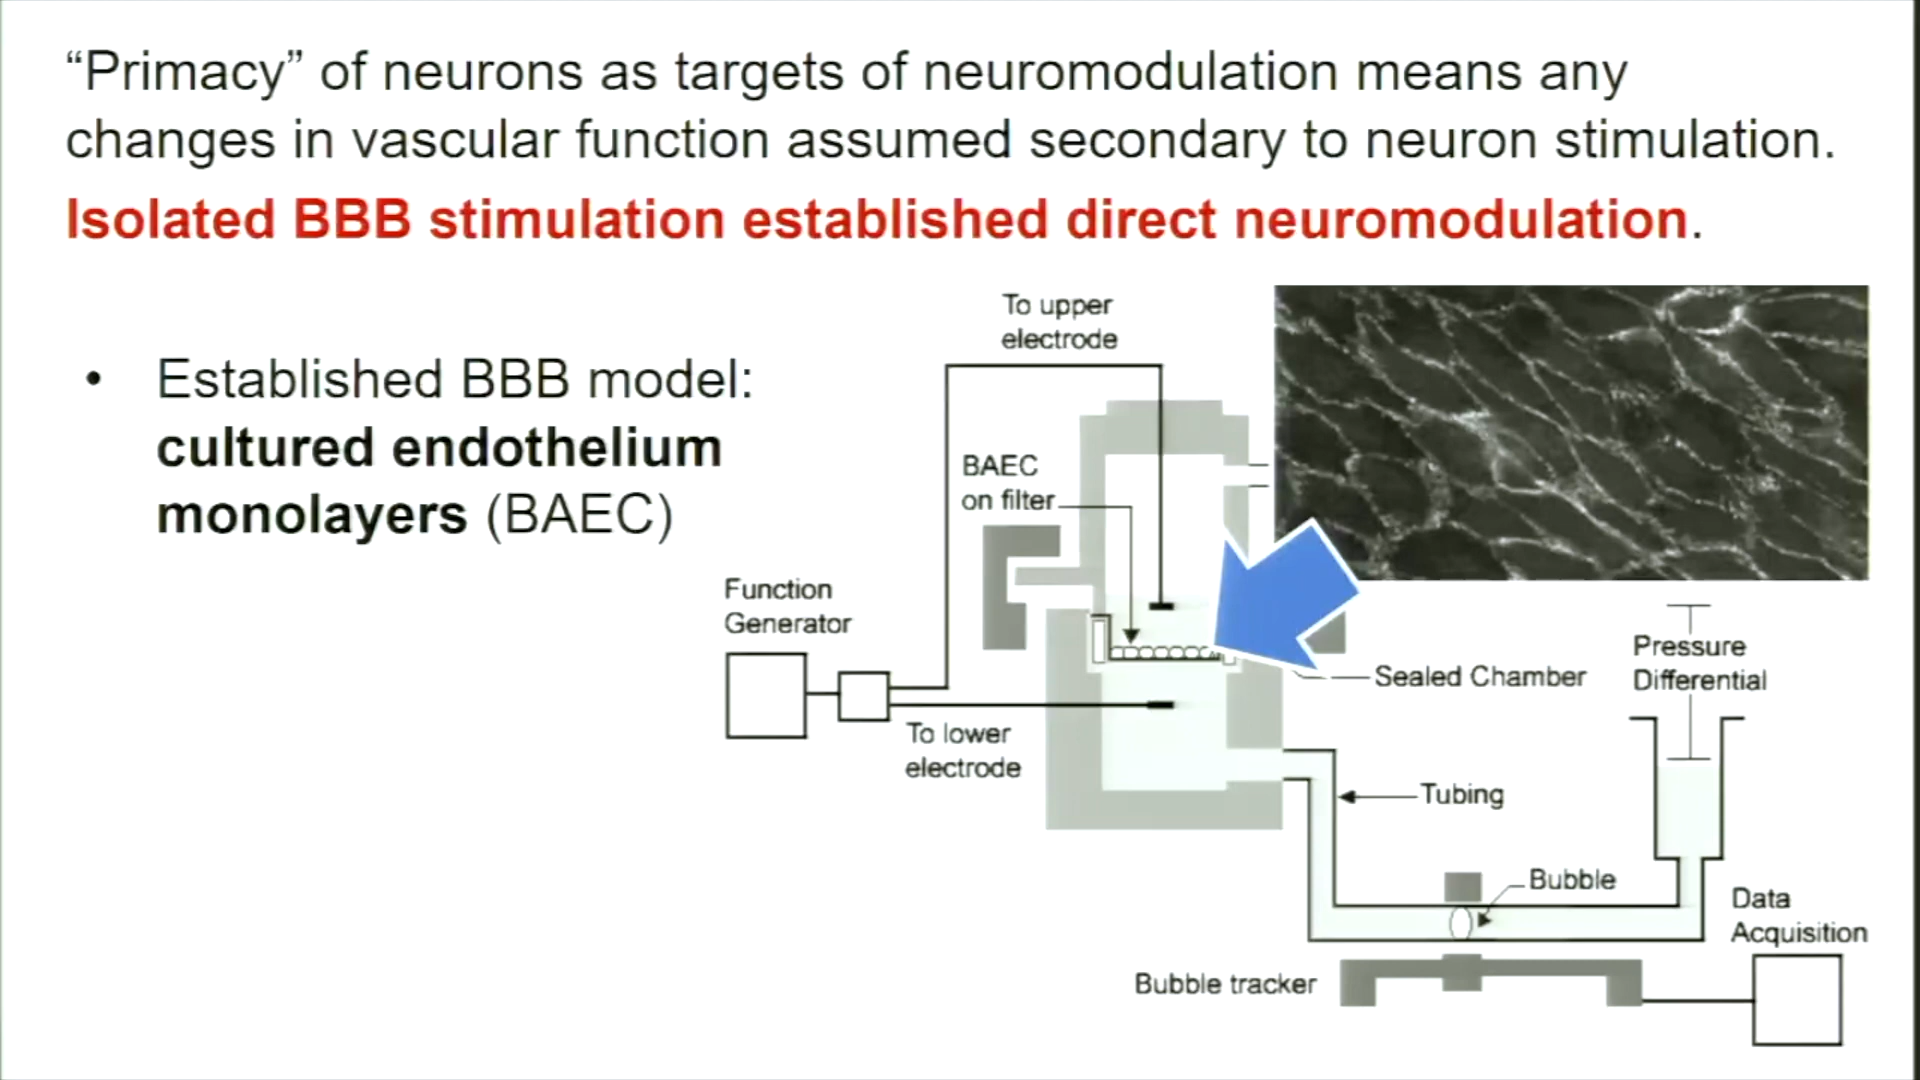 “Primacy” of neurons as targets of neuromodulation means any
changes in vascular function assumed secondary to neuron stimulation.
Isolated BBB stimulation established direct neuromodulation.
• Established BBB model:
cultured endothelium
monolayers (BAEC)
To upper
electrode
BAEC
on filter
Function
Generator
To lower
electrode
Sealed Chamber
Pressure
Differential
Tubing
Bubble
Data
Acquisition
Bubble tracker